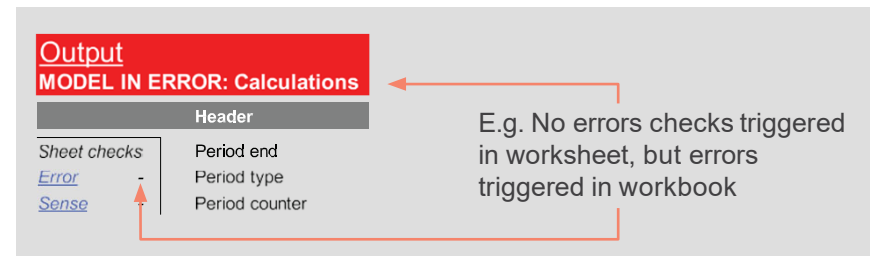 Output
MODEL IN ERROR: Calculations
Header
Sheet checks Period end
Error - Period type
Sense - Period counter
E.g. No errors checks triggered
in worksheet, but errors
triggered in workbook